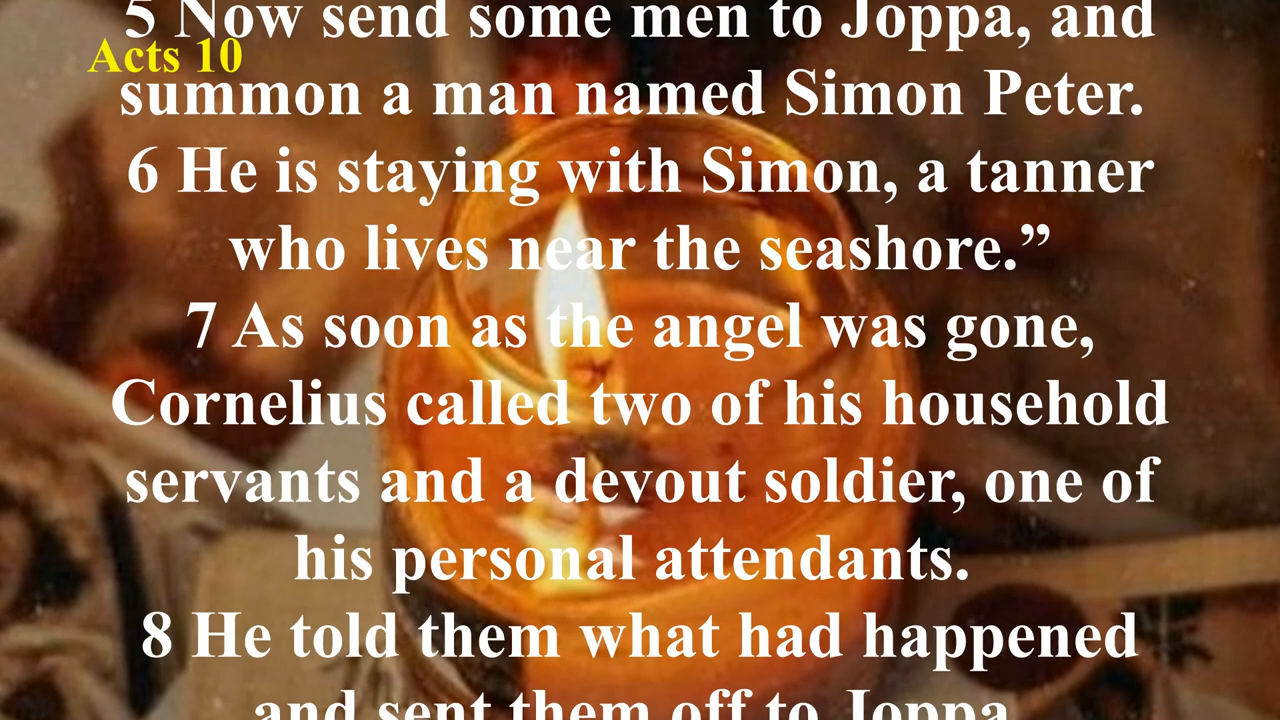 5 Now send some men to Joppa, and
Acts 10
summon a man named Simon Peter.
6 He is staying with Simon, a tanner
who lives near the seashore.”
7 As soon as the angel was gone,
Cornelius called two of his household
servants and a devout soldier, one of
his personal attendants.
8 He told them what had happened
and sent them off to Joppa